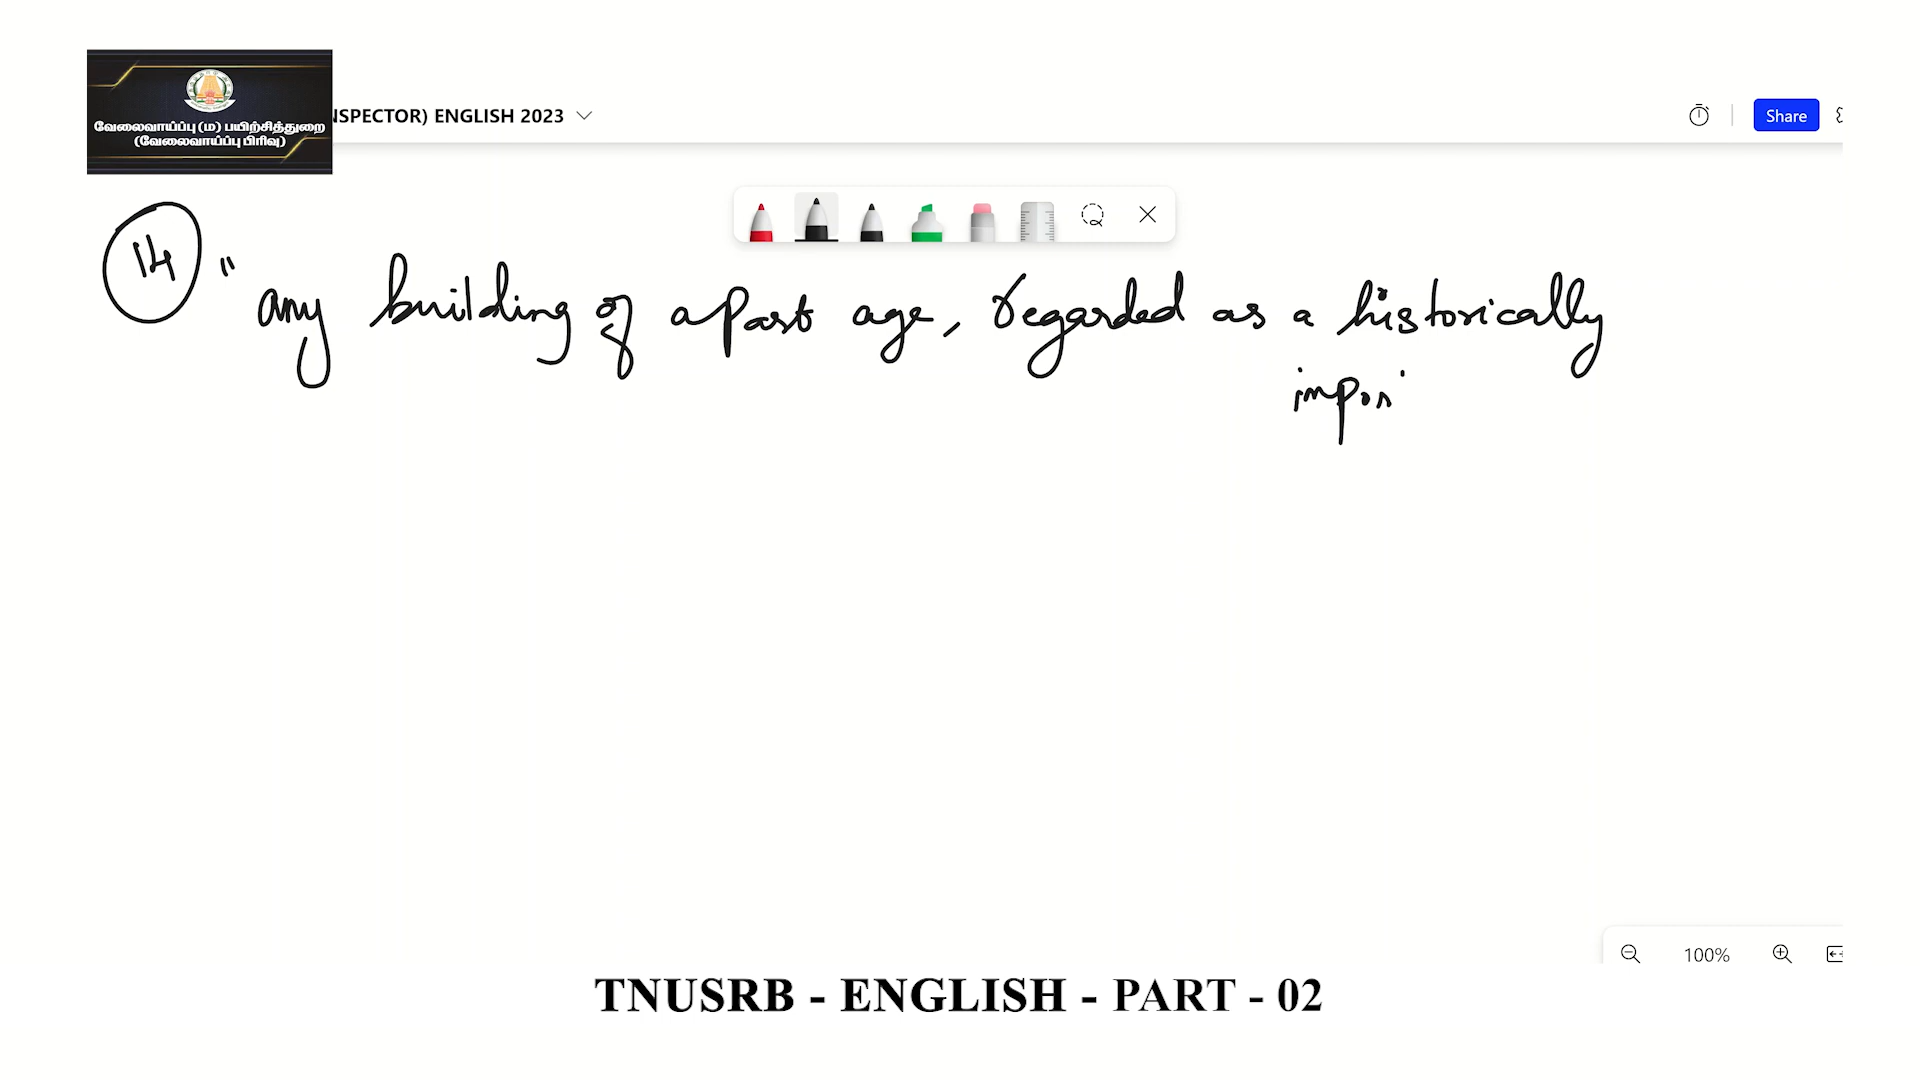 வேலைவாய்ப்பு (ம) பயிற்சித்துறை
(வேலைவாய்ப்பு பிரிவு)
NSPECTOR) ENGLISH 2023
Share
14
" any building of a past age, regarded as a historically
impor
100%
TNUSRB - ENGLISH - PART - 02